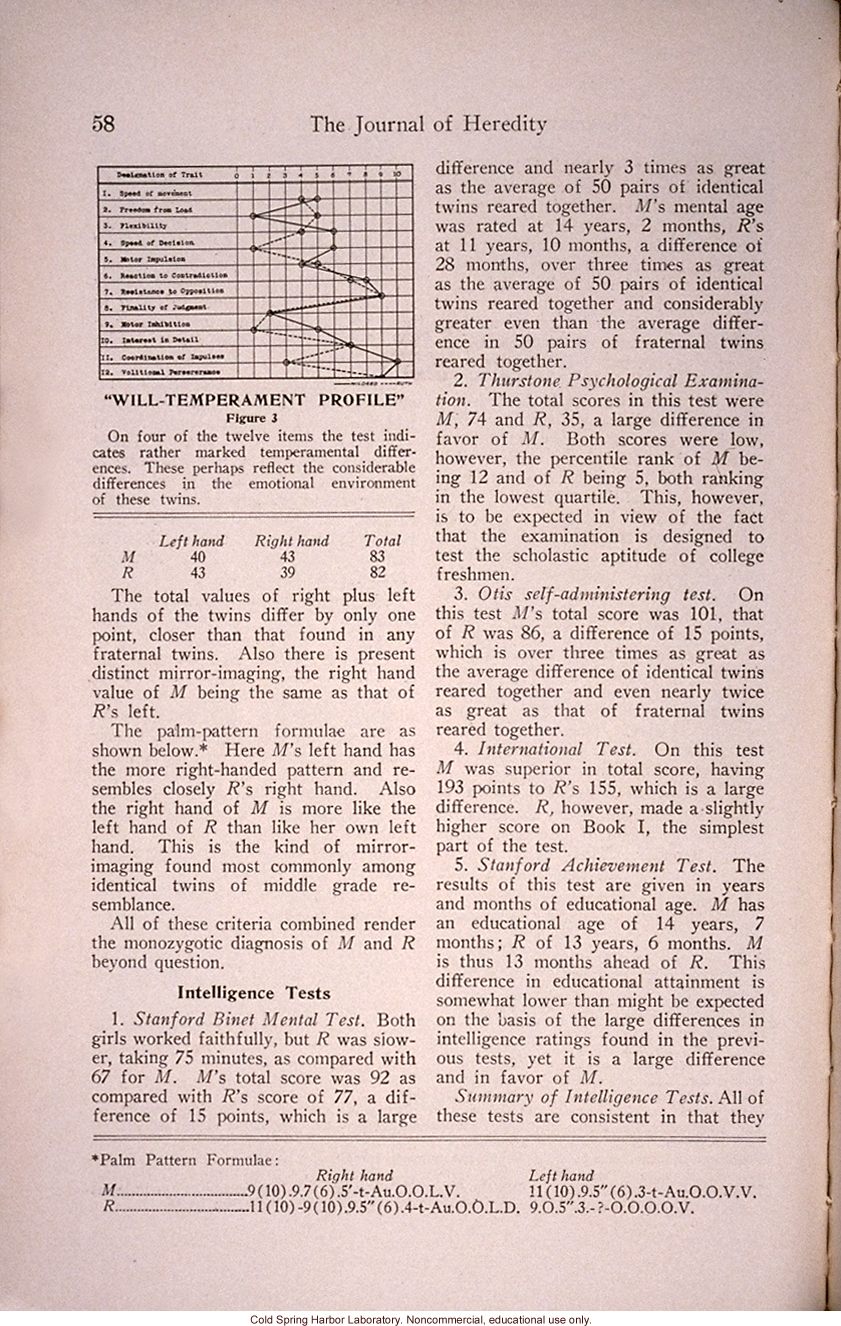 58
The Journal of Heredity
Designation of Trait 0 1 2 3 4 5 6 7 8 9 10
1. Speed of movement
2. Freedom from Load
3. Flexibility
4. Speed of Decision
5. Motor Impulsion
6. Reaction to Contradiction
7. Resistance to Opposition
8. Finality of Judgment
9. Motor Inhibition
10. Interest in Detail
11. Coordination of Impulses
12. Volitional Perseverance
MILDRED RUTH
"WILL-TEMPERAMENT PROFILE"
Figure 3
On four of the twelve items the test indi-
cates rather marked temperamental differ-
ences. These perhaps reflect the considerable
differences in the emotional environment
of these twins.
Left hand Right hand Total
M 40 43 83
R 43 39 82
The total values of right plus left
hands of the twins differ by only one
point, closer than that found in any
fraternal twins. Also there is present
distinct mirror-imaging, the right hand
value of M being the same as that of
R's left.
The palm-pattern formulae are as
shown below.* Here M's left hand has
the more right-handed pattern and re-
sembles closely R's right hand. Also
the right hand of M is more like the
left hand of R than like her own left
hand. This is the kind of mirror-
imaging found most commonly among
identical twins of middle grade re-
semblance.
All of these criteria combined render
the monozygotic diagnosis of M and R
beyond question.
Intelligence Tests
1. Stanford Binet Mental Test. Both
girls worked faithfully, but R was slow-
er, taking 75 minutes, as compared with
67 for M. M's total score was 92 as
compared with R's score of 77, a dif-
ference of 15 points, which is a large
difference and nearly 3 times as great
as the average of 50 pairs of identical
twins reared together. M's mental age
was rated at 14 years, 2 months, R's
at 11 years, 10 months, a difference of
28 months, over three times as great
as the average of 50 pairs of identical
twins reared together and considerably
greater even than the average differ-
ence in 50 pairs of fraternal twins
reared together.
2. Thurstone Psychological Examina-
tion. The total scores in this test were
M, 74 and R, 35, a large difference in
favor of M. Both scores were low,
however, the percentile rank of M be-
ing 12 and of R being 5, both ranking
in the lowest quartile. This, however,
is to be expected in view of the fact
that the examination is designed to
test the scholastic aptitude of college
freshmen.
3. Otis self-administering test. On
this test M's total score was 101, that
of R was 86, a difference of 15 points,
which is over three times as great as
the average difference of identical twins
reared together and even nearly twice
as great as that of fraternal twins
reared together.
4. International Test. On this test
M was superior in total score, having
193 points to R's 155, which is a large
difference. R, however, made a slightly
higher score on Book I, the simplest
part of the test.
5. Stanford Achievement Test. The
results of this test are given in years
and months of educational age. M has
an educational age of 14 years, 7
months; R of 13 years, 6 months. M
is thus 13 months ahead of R. This
difference in educational attainment is
somewhat lower than might be expected
on the basis of the large differences in
intelligence ratings found in the previ-
ous tests, yet it is a large difference
and in favor of M.
Summary of Intelligence Tests. All of
these tests are consistent in that they
*Palm Pattern Formulae:
Right hand Left hand
M..........9(10).9.7(6).5'-t-Au.O.O.L.V. 11(10).9.5"(6).3-t-Au.O.O.V.V.
R..........11(10)-9(10).9.5"(6).4-t-Au.O.O.L.D. 9.O.5".3.-?-O.O.O.O.V.
Cold Spring Harbor Laboratory. Noncommercial, educational use only.